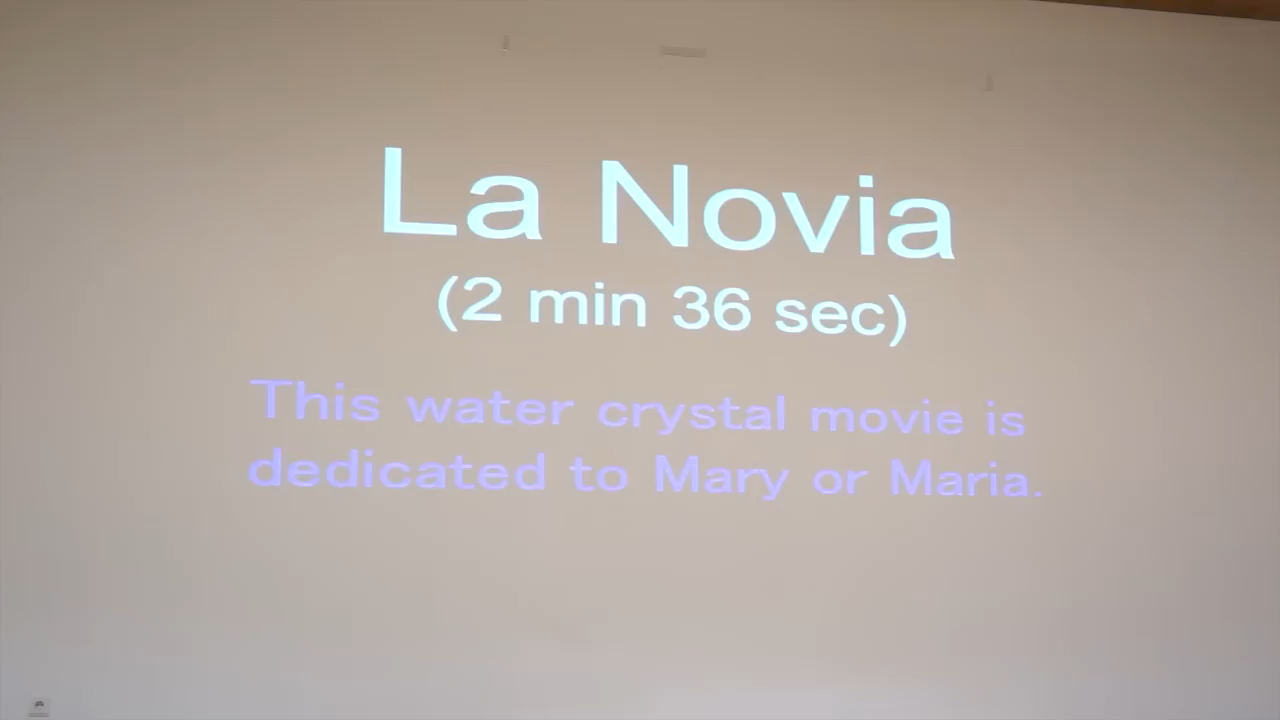 La Novia
(2 min 36 sec)
This water crystal movie is
dedicated to Mary or Maria.